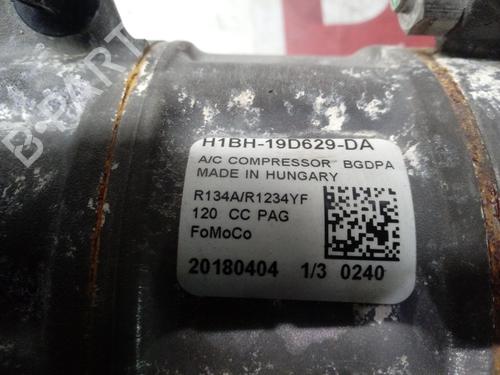 H1BH-19D629-DA
A/C COMPRESSOR BGDPA
MADE IN HUNGARY
R134A/R1234YF
120 CC PAG
FoMoCo
20180404 1/3 0240